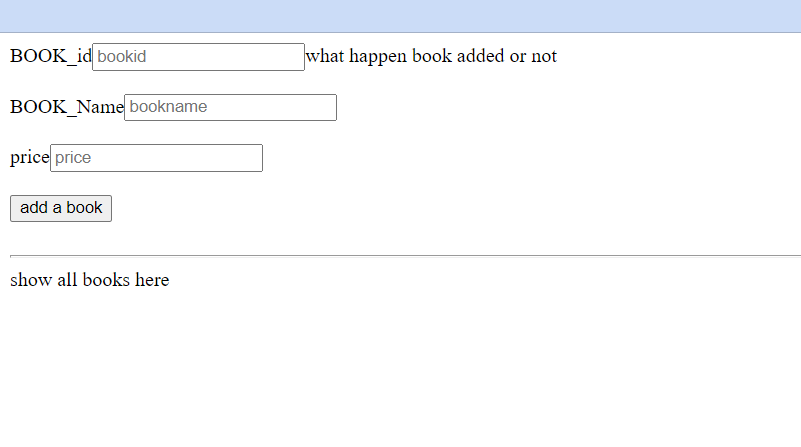 BOOK_id bookid what happen book added or not
BOOK_Name bookname
price price
add a book
show all books here